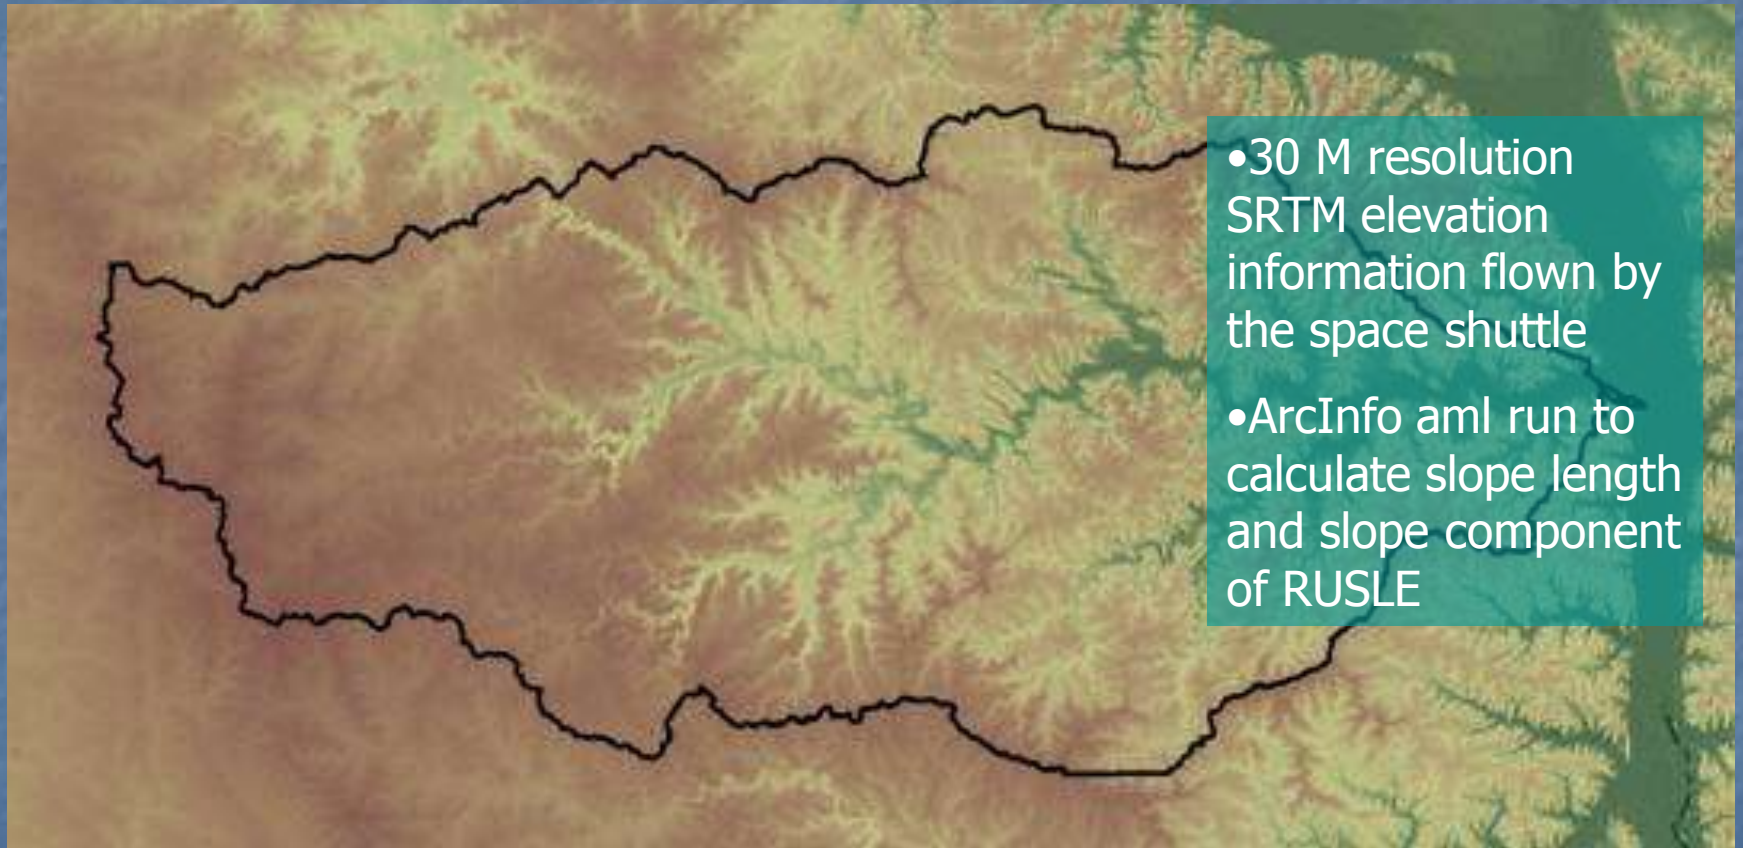 •30 M resolution
SRTM elevation
information flown by
the space shuttle
•ArcInfo aml run to
calculate slope length
and slope component
of RUSLE